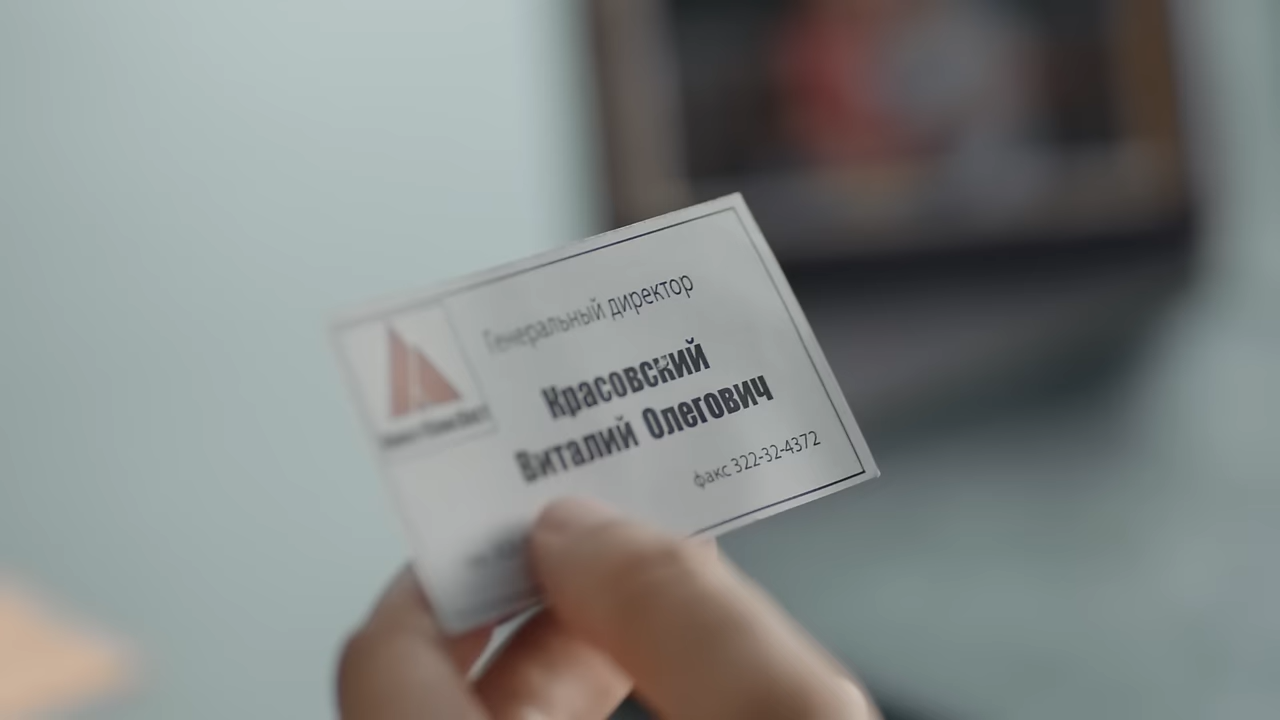 Генеральный директор
Красовский
Виталий Олегович
факс 322-32-4372